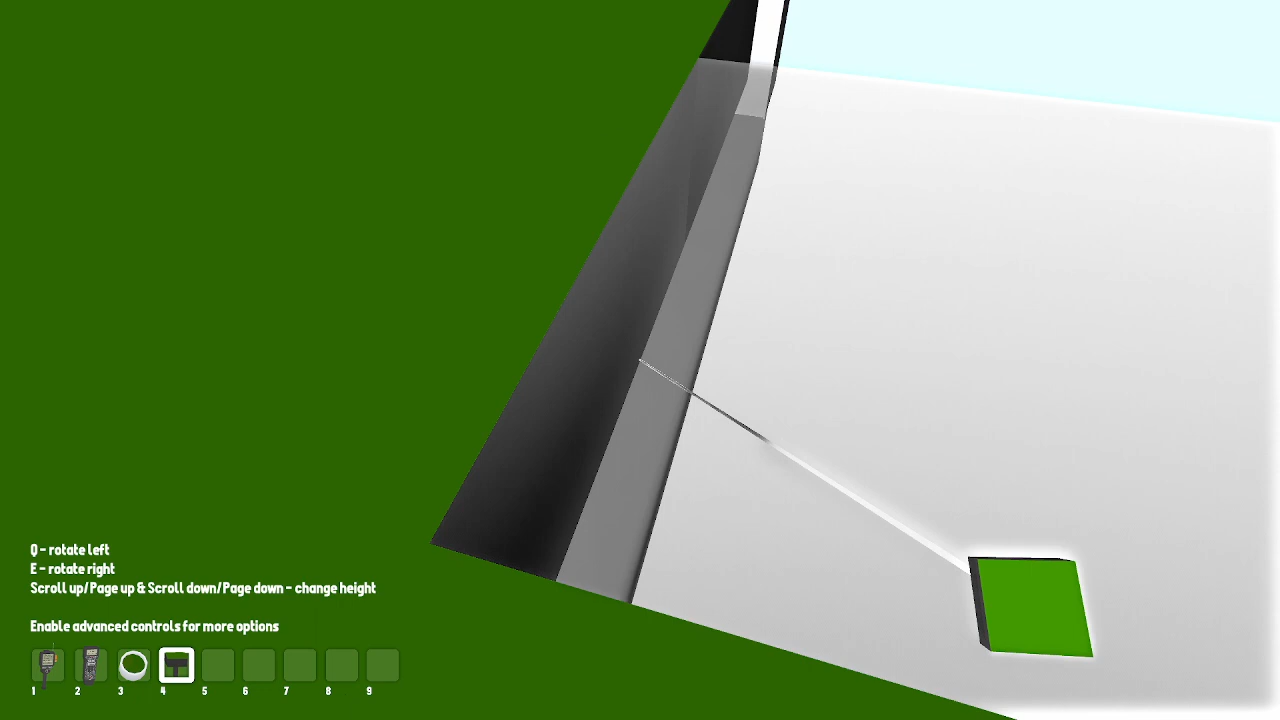 Q - rotate left
E - rotate right
Scroll up/Page up & Scroll down/Page down - change height
Enable advanced controls for more options
1 2 3 4 5 6 7 8 9